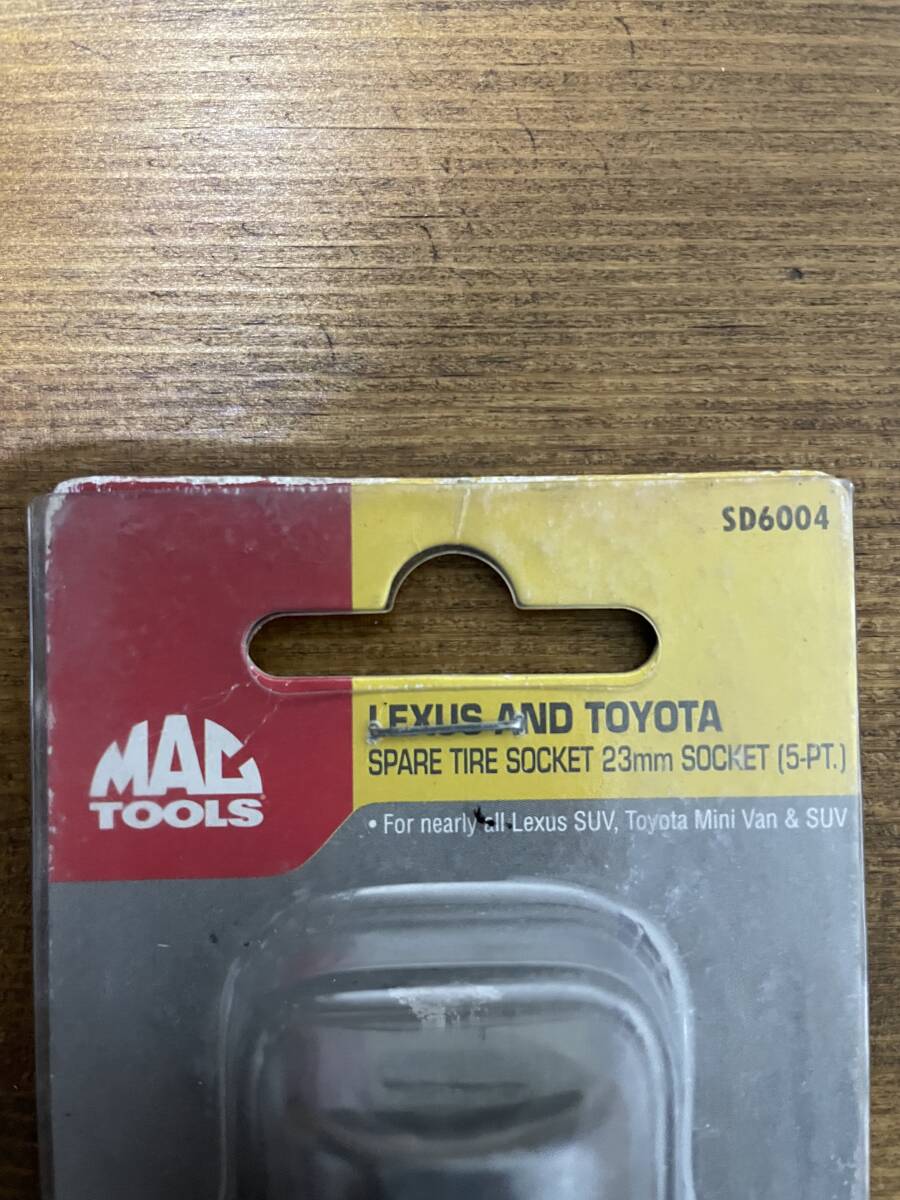 SD6004
LEXUS AND TOYOTA
SPARE TIRE SOCKET 23mm SOCKET (5-PT.)
MAC
TOOLS
• For nearly all Lexus SUV, Toyota Mini Van & SUV